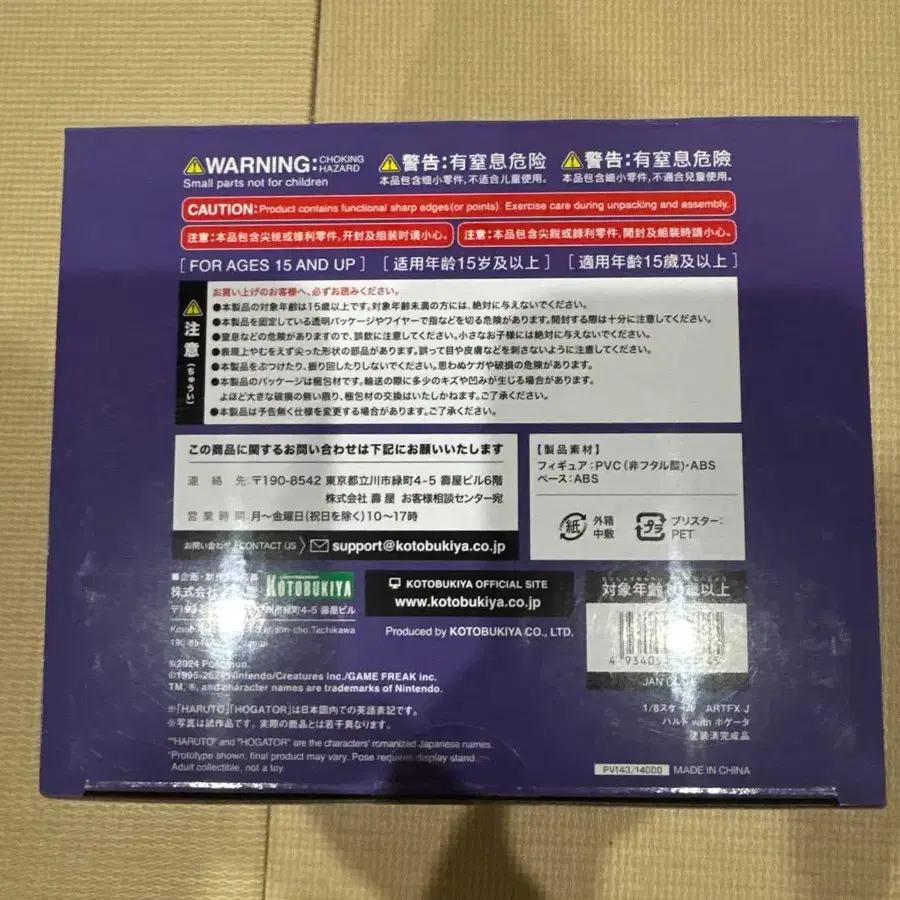 WARNING: CHOKING HAZARD
Small parts not for children
警告:有窒息危险
本品包含细小零件,不适合儿童使用。
警告:有窒息危險
本品包含細小零件,不適合兒童使用。
CAUTION: Product contains functional sharp edges (or points). Exercise care during unpacking and assembly.
注意:本品包含尖锐或锋利零件,开封及组装时请小心。
注意:本品包含尖銳或鋒利零件,開封及組裝時請小心。
[FOR AGES 15 AND UP] [适用年龄15岁及以上] [適用年齡15歲及以上]
注意(ちゅうい)
お買い上げのお客様へ、必ずお読みください。
●本製品の対象年齢は15歳以上です。対象年齢未満の方には、絶対に与えないでください。
●本製品を固定している透明パッケージやワイヤーで指などを切る危険があります。開封する際は十分に注意してください。
●窒息などの危険がありますので、誤飲に注意してください。小さなお子様には絶対に与えないでください。
●表現上やむをえず尖った形状の部品があります。誤って目や皮膚などを刺さないように注意してください。
●本製品をぶつけたり、振り回したりしないでください。思わぬケガや破損の危険があります。
●本製品のパッケージは梱包材です。輸送の際に多少のキズや凹みが生じる場合があります。
よほど大きな破損の無い限り、梱包材の交換はいたしかねます。ご了承ください。
●本製品は予告無く仕様を変更する場合があります。ご了承ください。
この商品に関するお問い合わせは下記にお願いいたします
連絡先:〒190-8542 東京都立川市緑町4-5 壽屋ビル6階
株式会社 壽屋 お客様相談センター宛
営業時間:月〜金曜日(祝日を除く)10〜17時
お問い合わせ CONTACT US support@kotobukiya.co.jp
【製品素材】
フィギュア:PVC(非フタル酸)・ABS
ベース:ABS
紙 外箱 中敷
プラ ブリスター:PET
■企画・制作
株式会社
KOTOBUKIYA
4-5 壽屋ビル
Tachikawa
KOTOBUKIYA OFFICIAL SITE
www.kotobukiya.co.jp
Produced by KOTOBUKIYA CO., LTD.
対象年齢 以上
JAN
©2024 Pokémon.
©1995-2024 Nintendo/Creatures Inc./GAME FREAK inc.
TM, ®, and character names are trademarks of Nintendo.
※「HARUTO」「HOGATOR」は日本国内での英語表記です。
※写真は試作品です。実際の商品とは若干異なります。
"HARUTO" and "HOGATOR" are the characters' romanized Japanese names.
*Prototype shown; final product may vary. Pose requires display stand.
Adult collectible, not a toy.
1/8スケール ARTFX J
ハルト with ホゲータ
塗装済完成品
PV143/14000 MADE IN CHINA